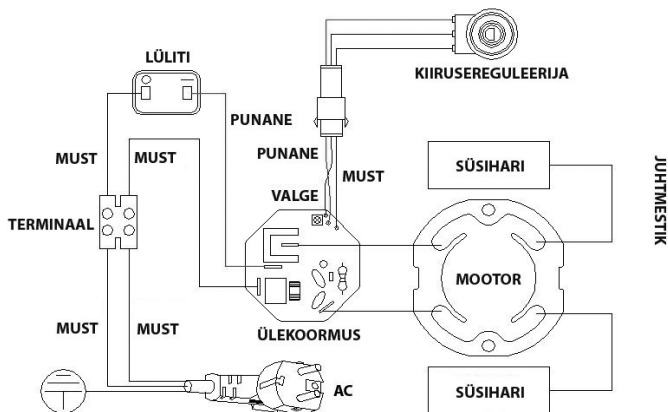 LÜLITI
KIIRUSEREGULEERIJA
PUNANE
PUNANE
MUST
MUST
MUST
VALGE
SÜSIHARI
TERMINAAL
JUHTMESTIK
MOOTOR
MUST
MUST
ÜLEKOORMUS
AC
SÜSIHARI